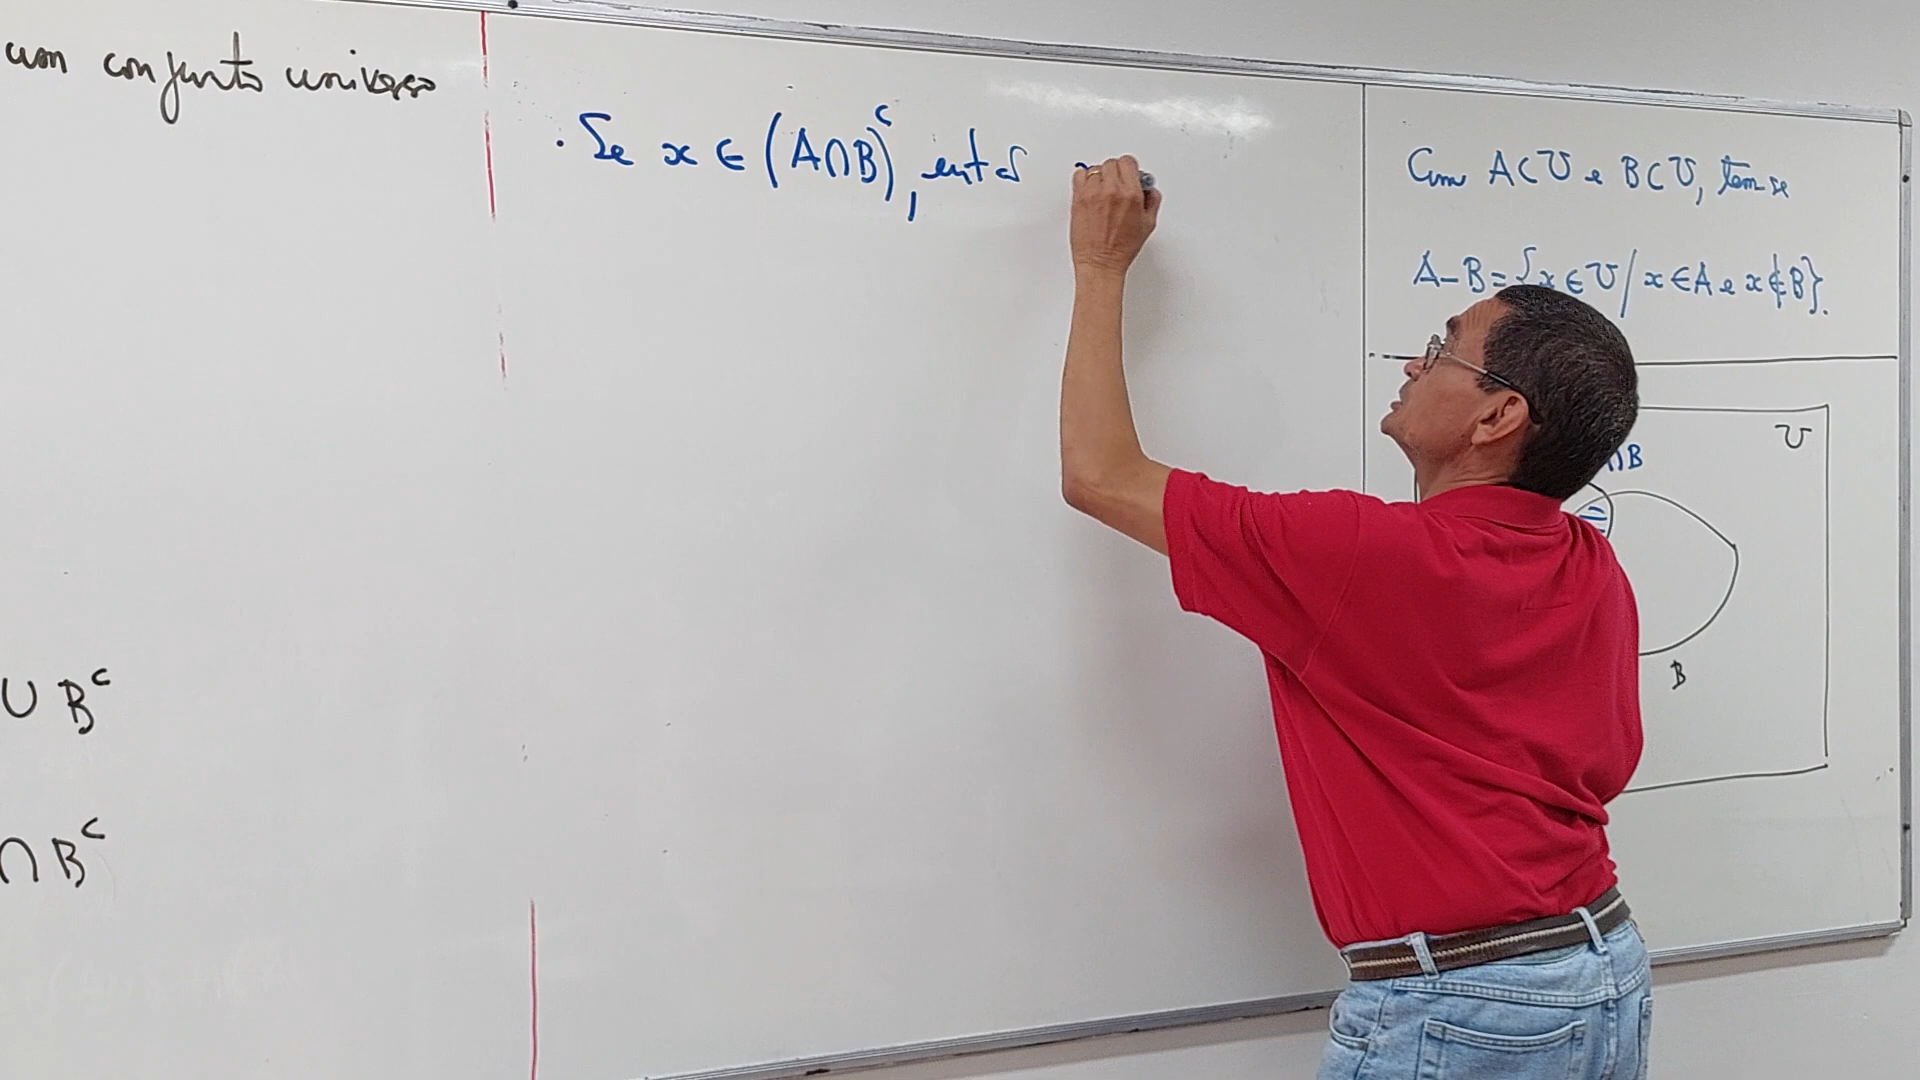 um conjunto universo
∪ Bᶜ
∩ Bᶜ
· Se x ∈ (A∩B)ᶜ, então x
Com A⊂U e B⊂U, tem-se
A-B={x∈U/x∈A e x∉B}.
U
∩B
B